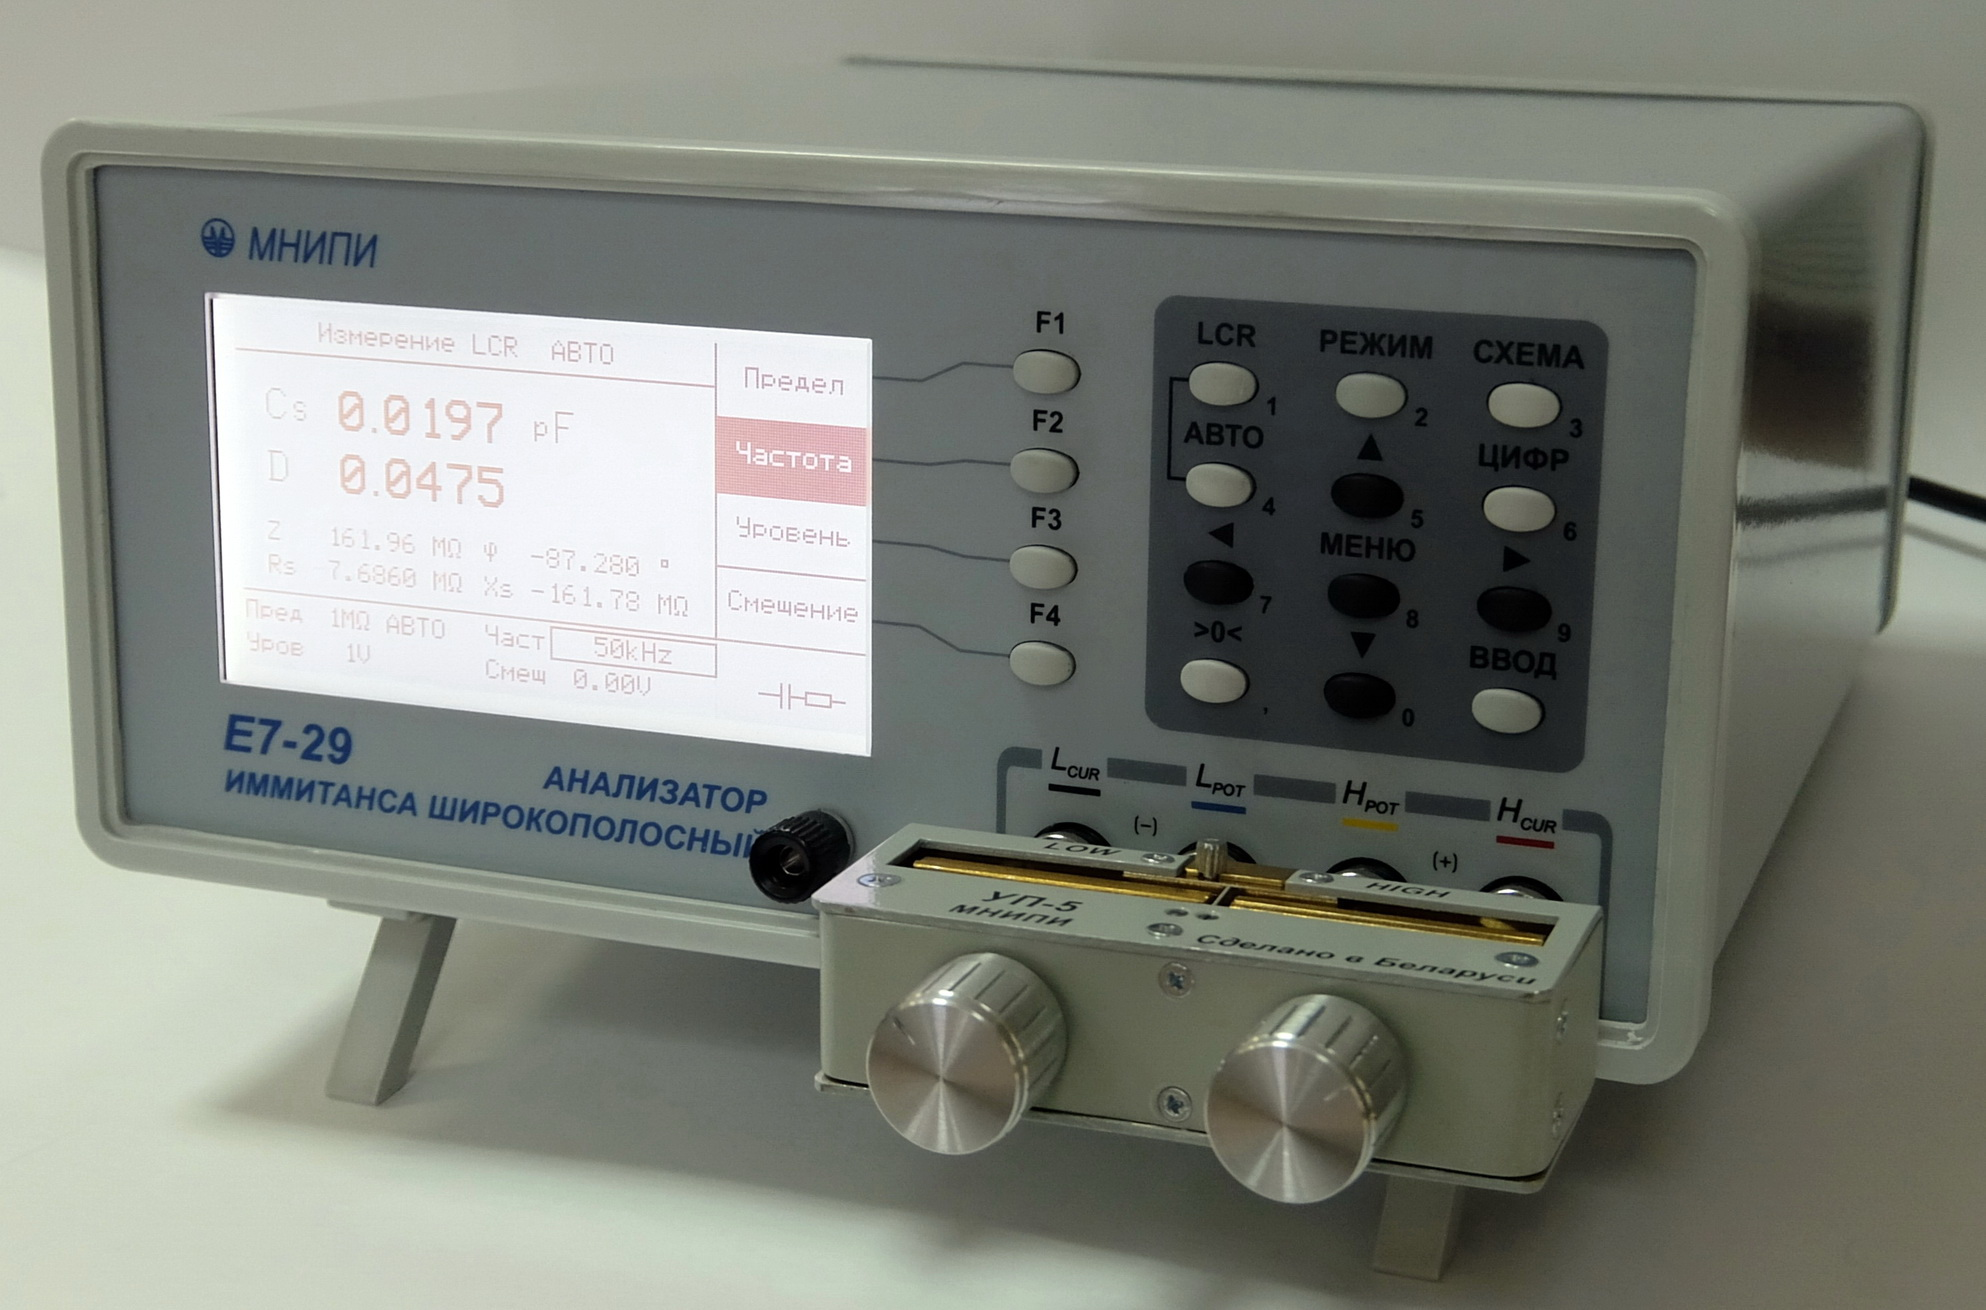 МНИПИ
Измерение LCR АВТО
Cs 0.0197 pF
D 0.0475
Z 161.96 MΩ φ -87.280 °
Rs 7.6860 MΩ Xs -161.78 MΩ
Пред 1MΩ АВТО Част 50kHz
Уров 1V Смещ 0.00V
Предел
Частота
Уровень
Смещение
F1
F2
F3
F4
LCR РЕЖИМ СХЕМА
1 2 3
АВТО ▲ ЦИФР
4 5 6
◀ МЕНЮ ▶
7 8 9
>0< ▼ ВВОД
, 0
E7-29
АНАЛИЗАТОР
ИММИТАНСА ШИРОКОПОЛОСНЫЙ
LCUR LPOT HPOT HCUR
(–) (+)
LOW HIGH
УП-5
МНИПИ
Сделано в Беларуси